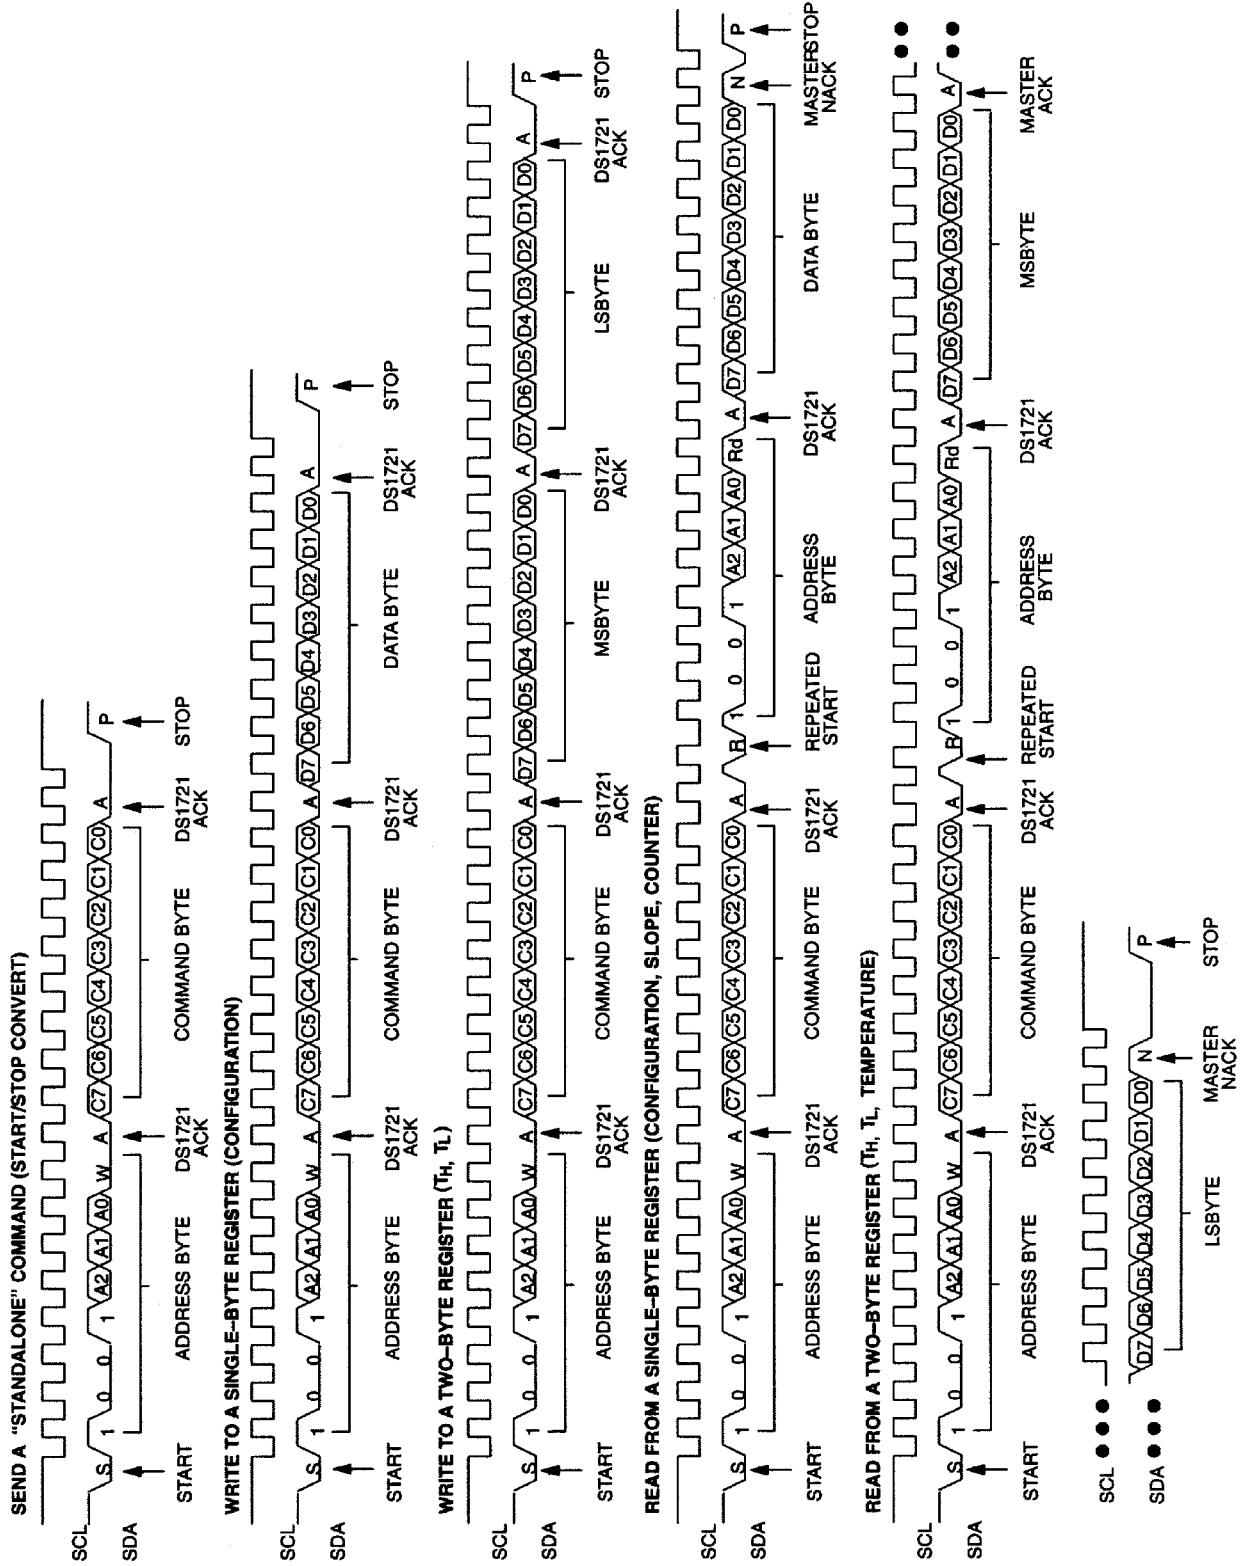 SEND A “STANDALONE” COMMAND (START/STOP CONVERT)
SCL
SDA
S 1 0 0 1 A2 A1 A0 W A C7 C6 C5 C4 C3 C2 C1 C0 A P
START ADDRESS BYTE DS1721 ACK COMMAND BYTE DS1721 ACK STOP
WRITE TO A SINGLE–BYTE REGISTER (CONFIGURATION)
SCL
SDA
S 1 0 0 1 A2 A1 A0 W A C7 C6 C5 C4 C3 C2 C1 C0 A D7 D6 D5 D4 D3 D2 D1 D0 A P
START ADDRESS BYTE DS1721 ACK COMMAND BYTE DS1721 ACK DATA BYTE DS1721 ACK STOP
WRITE TO A TWO–BYTE REGISTER (TH, TL)
SCL
SDA
S 1 0 0 1 A2 A1 A0 W A C7 C6 C5 C4 C3 C2 C1 C0 A D7 D6 D5 D4 D3 D2 D1 D0 A D7 D6 D5 D4 D3 D2 D1 D0 A P
START ADDRESS BYTE DS1721 ACK COMMAND BYTE DS1721 ACK MSBYTE DS1721 ACK LSBYTE DS1721 ACK STOP
READ FROM A SINGLE–BYTE REGISTER (CONFIGURATION, SLOPE, COUNTER)
SCL
SDA
S 1 0 0 1 A2 A1 A0 W A C7 C6 C5 C4 C3 C2 C1 C0 A R 1 0 0 1 A2 A1 A0 Rd A D7 D6 D5 D4 D3 D2 D1 D0 N P
START ADDRESS BYTE DS1721 ACK COMMAND BYTE DS1721 ACK REPEATED START ADDRESS BYTE DS1721 ACK DATA BYTE MASTER NACK STOP
READ FROM A TWO–BYTE REGISTER (TH, TL, TEMPERATURE)
SCL
SDA
S 1 0 0 1 A2 A1 A0 W A C7 C6 C5 C4 C3 C2 C1 C0 A R 1 0 0 1 A2 A1 A0 Rd A D7 D6 D5 D4 D3 D2 D1 D0 A
START ADDRESS BYTE DS1721 ACK COMMAND BYTE DS1721 ACK REPEATED START ADDRESS BYTE DS1721 ACK MSBYTE MASTER ACK
SCL
SDA
D7 D6 D5 D4 D3 D2 D1 D0 N P
LSBYTE MASTER NACK STOP